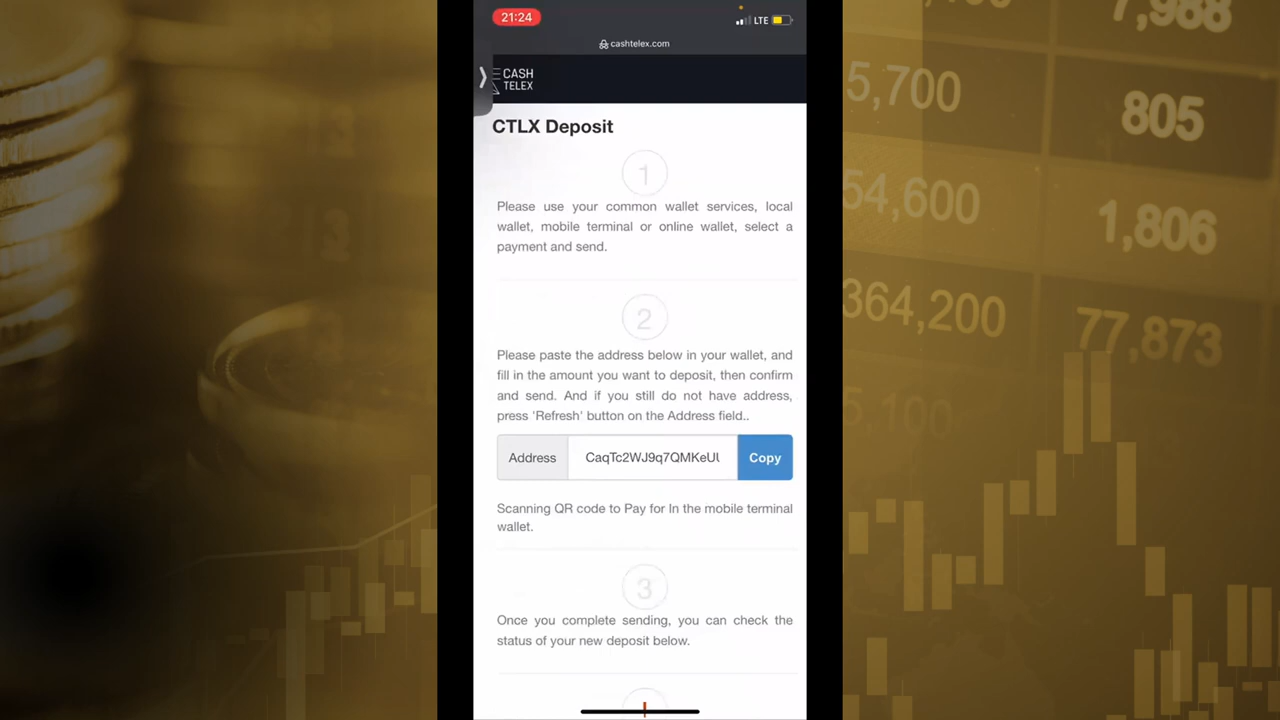 21:24
LTE
cashtelex.com
CASH
TELEX
CTLX Deposit
1
Please use your common wallet services, local
wallet, mobile terminal or online wallet, select a
payment and send.
2
Please paste the address below in your wallet, and
fill in the amount you want to deposit, then confirm
and send. And if you still do not have address,
press 'Refresh' button on the Address field..
Address CaqTc2WJ9q7QMKeUl Copy
Scanning QR code to Pay for In the mobile terminal
wallet.
3
Once you complete sending, you can check the
status of your new deposit below.
7,988
5,700
805
54,600
1,806
364,200
77,873
5,100